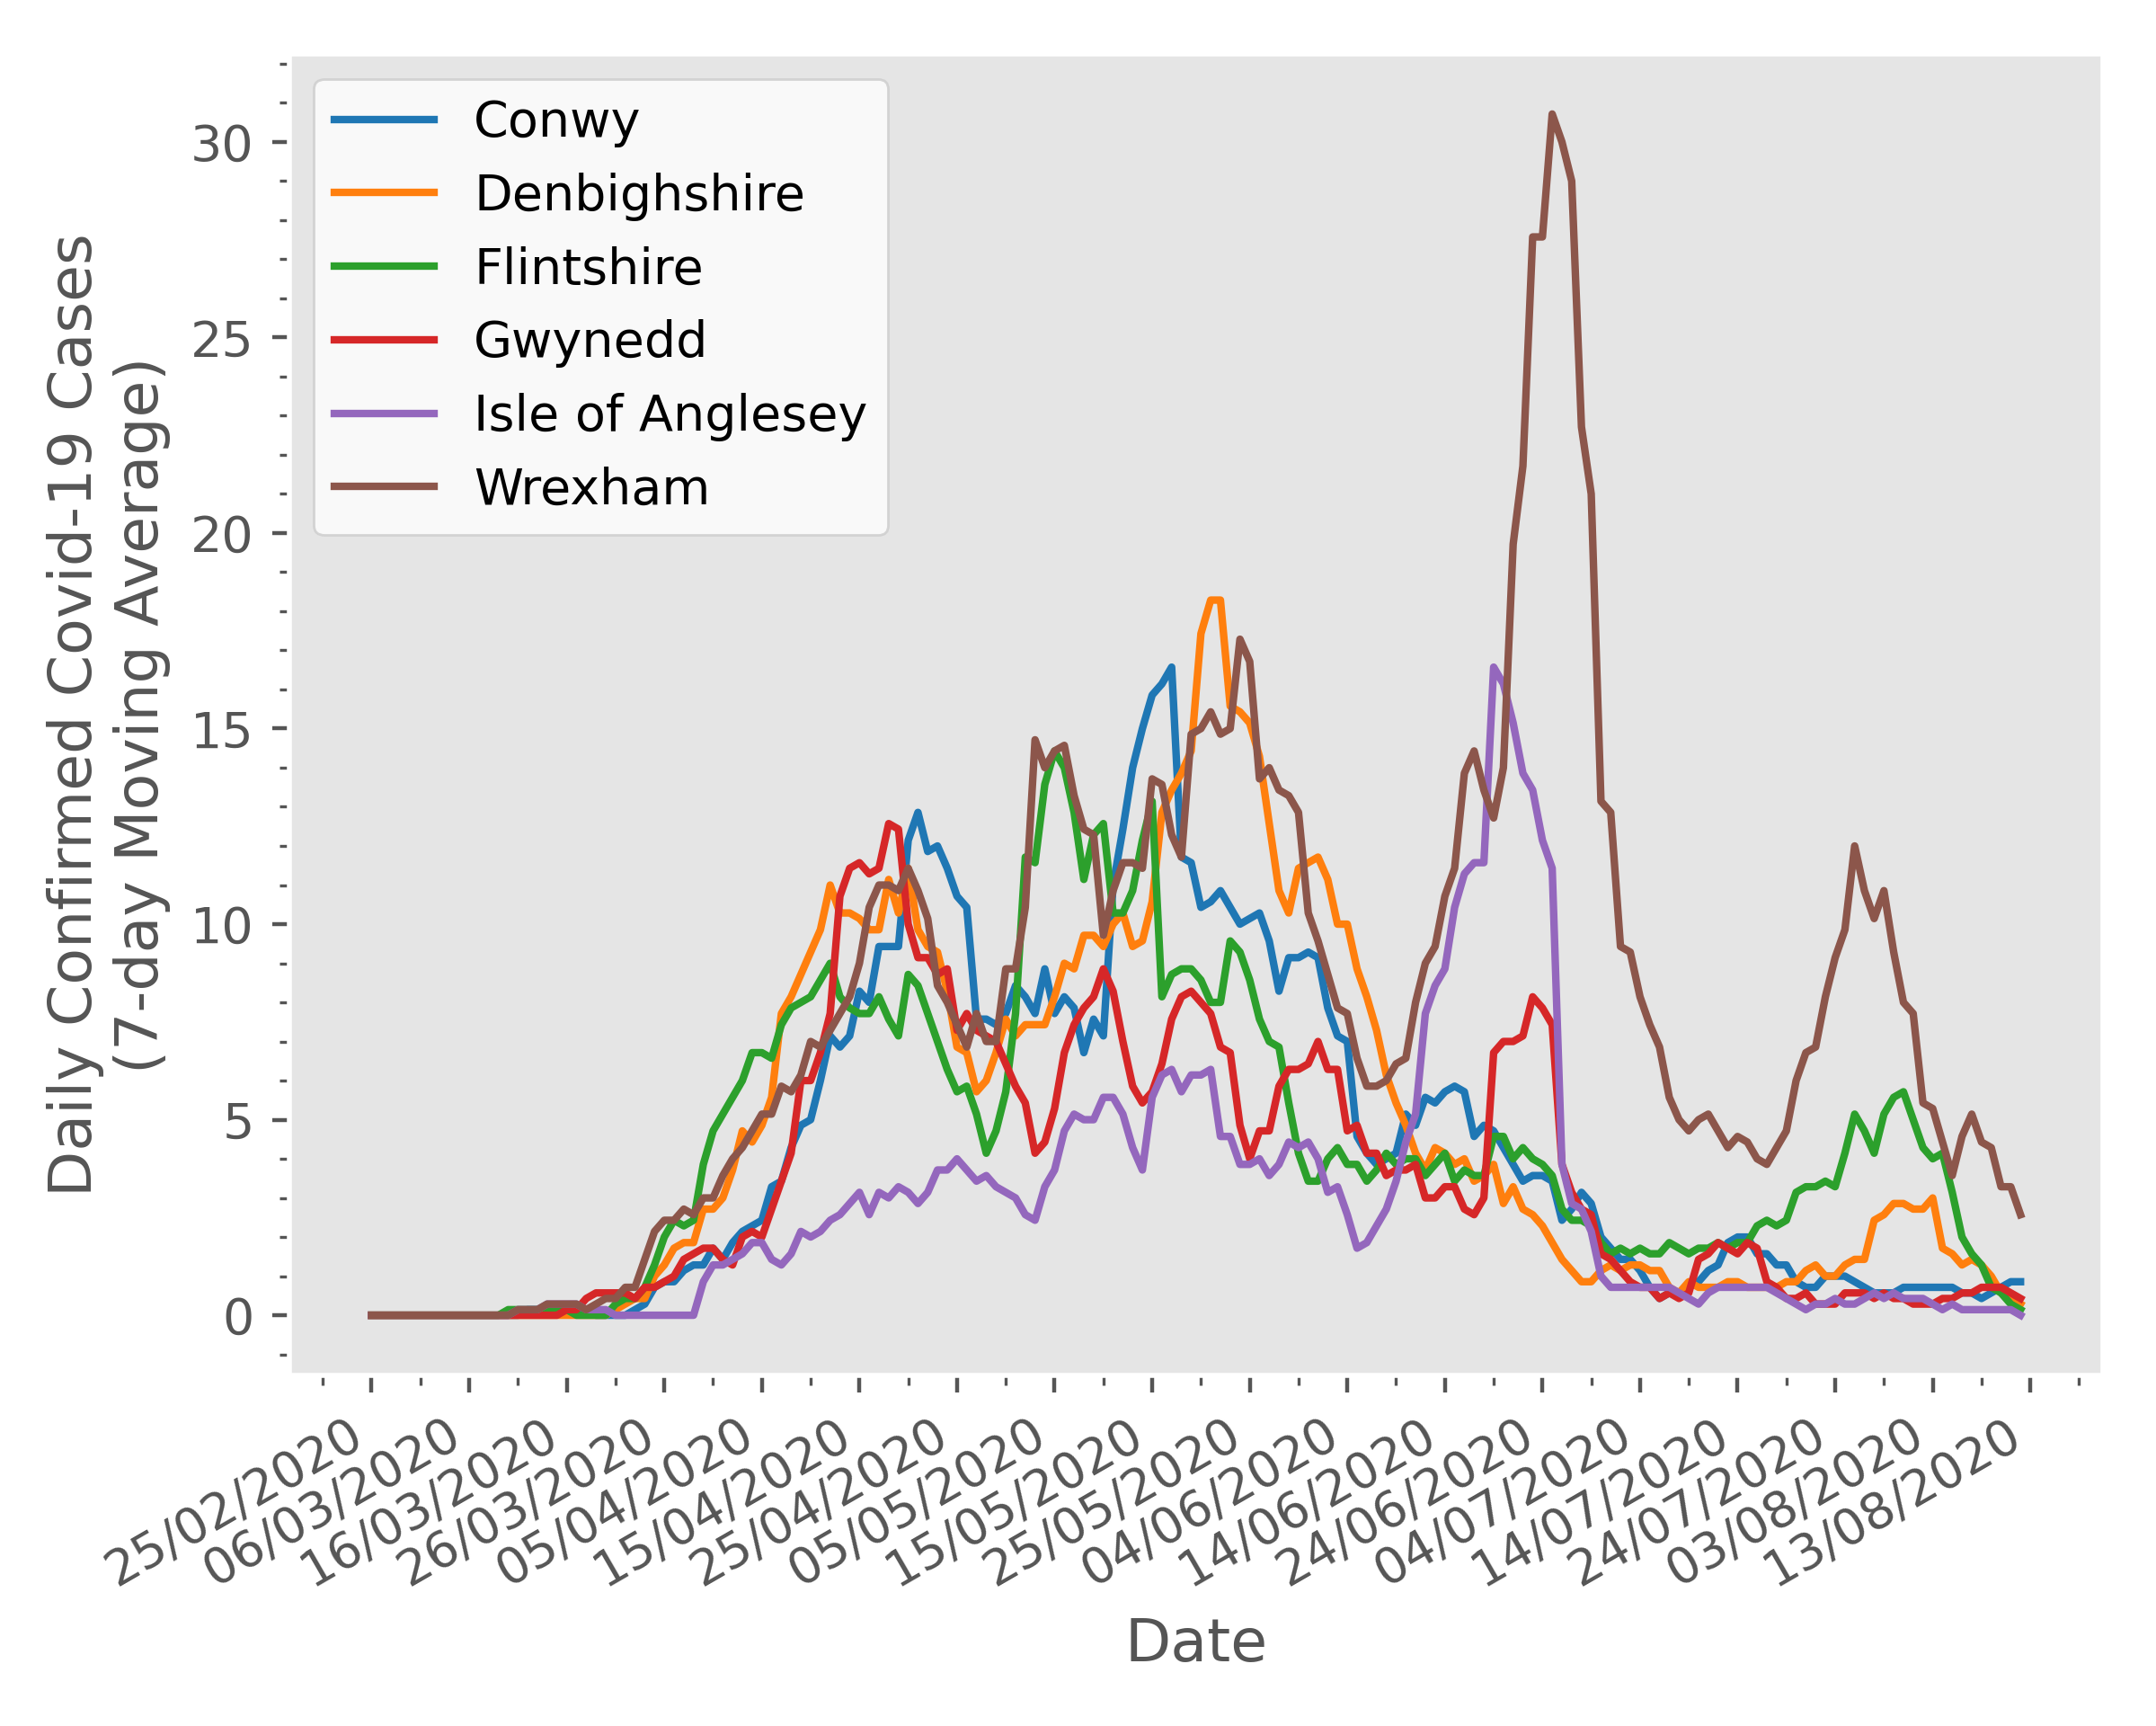 Conwy
Denbighshire
Flintshire
Gwynedd
Isle of Anglesey
Wrexham
Daily Confirmed Covid-19 Cases
(7-day Moving Average)
30
25
20
15
10
5
0
25/02/2020
06/03/2020
16/03/2020
26/03/2020
05/04/2020
15/04/2020
25/04/2020
05/05/2020
15/05/2020
25/05/2020
04/06/2020
14/06/2020
24/06/2020
04/07/2020
14/07/2020
24/07/2020
03/08/2020
13/08/2020
Date